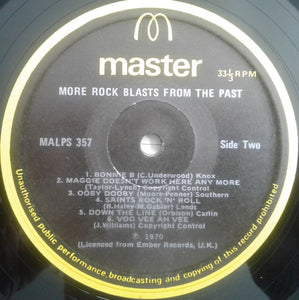 master
33⅓ RPM
MORE ROCK BLASTS FROM THE PAST
MALPS 357
Side Two
1. BONNIE B (C.Underwood) Knox
2. MAGGIE DOESN'T WORK HERE ANY MORE
(Taylor-Lynch) Copyright Control
3. OOBY DOOBY (Moore-Penner) Southern
4. SAINTS ROCK 'N' ROLL
(B.Haley-M.Gabler) Leeds
5. DOWN THE LINE (Orbison) Carlin
6. VOO VEE AH VEE
(J.Williams) Copyright Control
℗ 1970
(Licenced from Ember Records, U.K.)
Unauthorised public performance, broadcasting and copying of this record prohibited